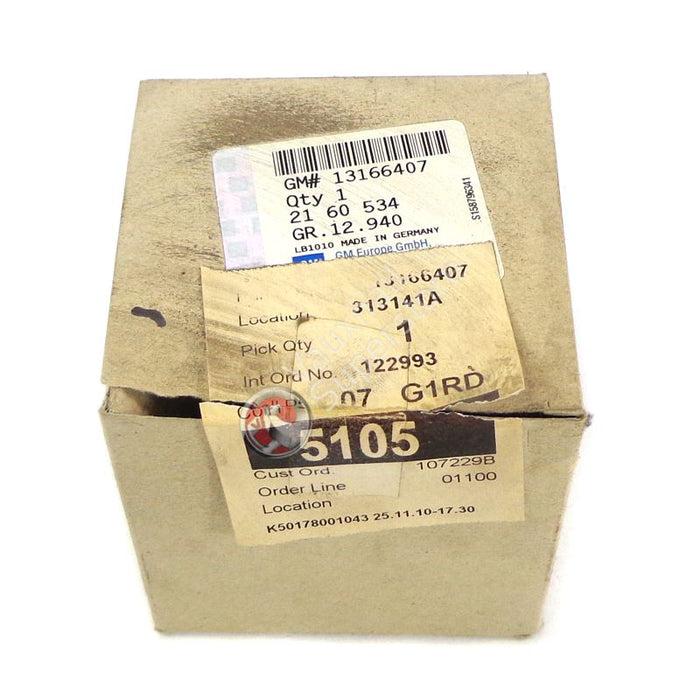 GM# 13166407
Qty 1
21 60 534
GR.12.940
LB1010 MADE IN GERMANY
GM Europe GmbH,
S158796341
13166407
Location 313141A
Pick Qty 1
Int Ord No. 122993
07 G1RD
5105
Cust Ord. 107229B
Order Line 01100
Location
K50178001043 25.11.10-17.30